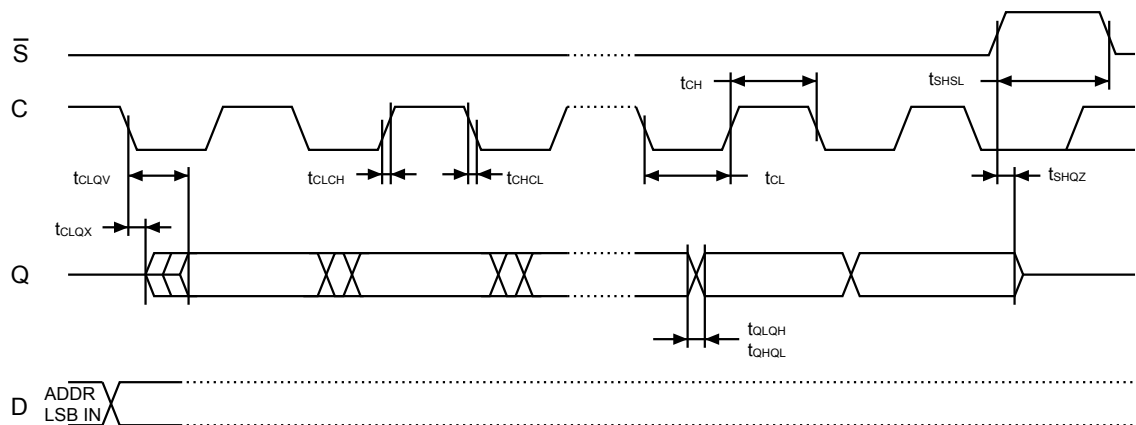 S̅
tCH
tSHSL
C
tCLQV
tCLCH
tCHCL
tCL
tSHQZ
tCLQX
Q
tQLQH
tQHQL
D
ADDR
LSB IN